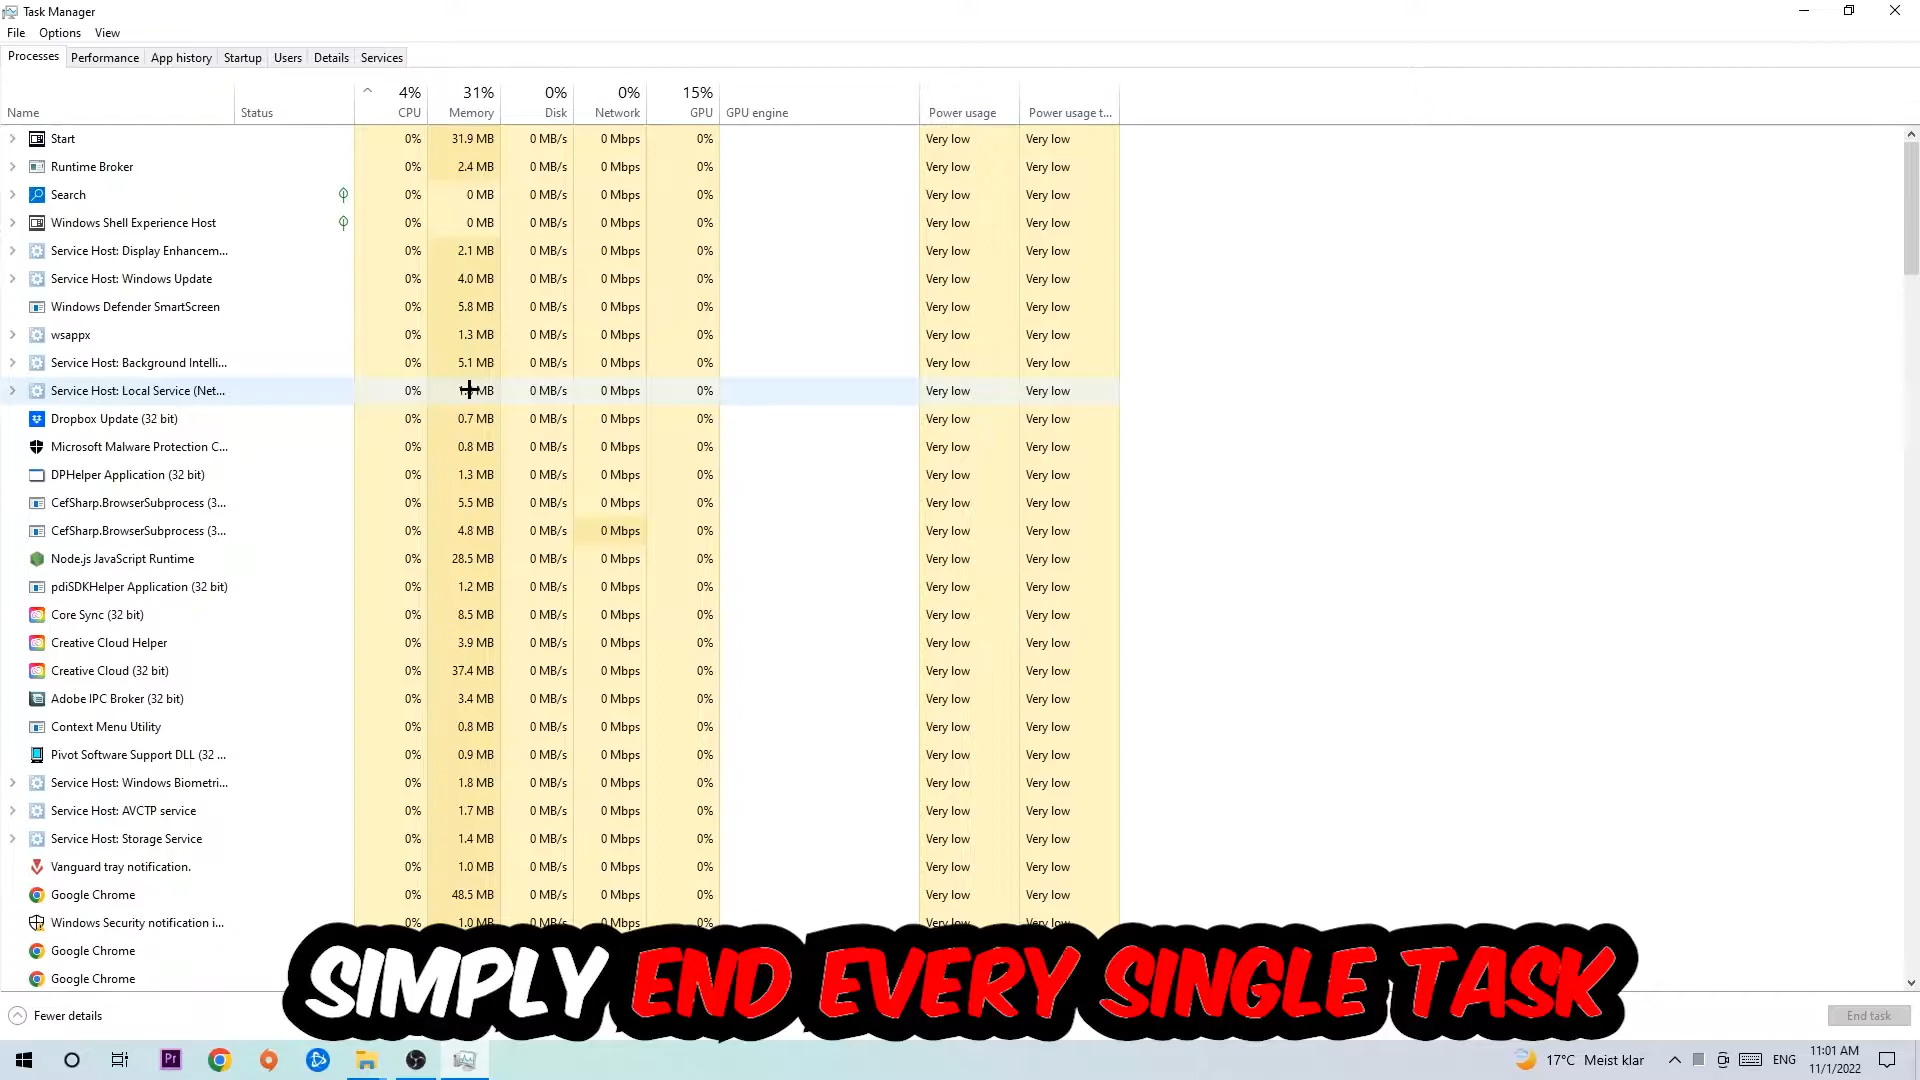 Task Manager
File Options View
Processes Performance App history Startup Users Details Services
4% 31% 0% 0% 15%
Name Status CPU Memory Disk Network GPU GPU engine Power usage Power usage t...
Start 0% 31.9 MB 0 MB/s 0 Mbps 0% Very low Very low
Runtime Broker 0% 2.4 MB 0 MB/s 0 Mbps 0% Very low Very low
Search 0% 0 MB 0 MB/s 0 Mbps 0% Very low Very low
Windows Shell Experience Host 0% 0 MB 0 MB/s 0 Mbps 0% Very low Very low
Service Host: Display Enhancem... 0% 2.1 MB 0 MB/s 0 Mbps 0% Very low Very low
Service Host: Windows Update 0% 4.0 MB 0 MB/s 0 Mbps 0% Very low Very low
Windows Defender SmartScreen 0% 5.8 MB 0 MB/s 0 Mbps 0% Very low Very low
wsappx 0% 1.3 MB 0 MB/s 0 Mbps 0% Very low Very low
Service Host: Background Intelli... 0% 5.1 MB 0 MB/s 0 Mbps 0% Very low Very low
Service Host: Local Service (Net... 0% MB 0 MB/s 0 Mbps 0% Very low Very low
Dropbox Update (32 bit) 0% 0.7 MB 0 MB/s 0 Mbps 0% Very low Very low
Microsoft Malware Protection C... 0% 0.8 MB 0 MB/s 0 Mbps 0% Very low Very low
DPHelper Application (32 bit) 0% 1.3 MB 0 MB/s 0 Mbps 0% Very low Very low
CefSharp.BrowserSubprocess (3... 0% 5.5 MB 0 MB/s 0 Mbps 0% Very low Very low
CefSharp.BrowserSubprocess (3... 0% 4.8 MB 0 MB/s 0 Mbps 0% Very low Very low
Node.js JavaScript Runtime 0% 28.5 MB 0 MB/s 0 Mbps 0% Very low Very low
pdiSDKHelper Application (32 bit) 0% 1.2 MB 0 MB/s 0 Mbps 0% Very low Very low
Core Sync (32 bit) 0% 8.5 MB 0 MB/s 0 Mbps 0% Very low Very low
Creative Cloud Helper 0% 3.9 MB 0 MB/s 0 Mbps 0% Very low Very low
Creative Cloud (32 bit) 0% 37.4 MB 0 MB/s 0 Mbps 0% Very low Very low
Adobe IPC Broker (32 bit) 0% 3.4 MB 0 MB/s 0 Mbps 0% Very low Very low
Context Menu Utility 0% 0.8 MB 0 MB/s 0 Mbps 0% Very low Very low
Pivot Software Support DLL (32 ... 0% 0.9 MB 0 MB/s 0 Mbps 0% Very low Very low
Service Host: Windows Biometri... 0% 1.8 MB 0 MB/s 0 Mbps 0% Very low Very low
Service Host: AVCTP service 0% 1.7 MB 0 MB/s 0 Mbps 0% Very low Very low
Service Host: Storage Service 0% 1.4 MB 0 MB/s 0 Mbps 0% Very low Very low
Vanguard tray notification. 0% 1.0 MB 0 MB/s 0 Mbps 0% Very low Very low
Google Chrome 0% 48.5 MB 0 MB/s 0 Mbps 0% Very low Very low
Windows Security notification i... 0% 1.0 MB 0 MB/s 0 Mbps 0% Very low Very low
Google Chrome
Google Chrome
SIMPLY END EVERY SINGLE TASK
Fewer details End task
Pr 17°C Meist klar ENG 11:01 AM
11/1/2022